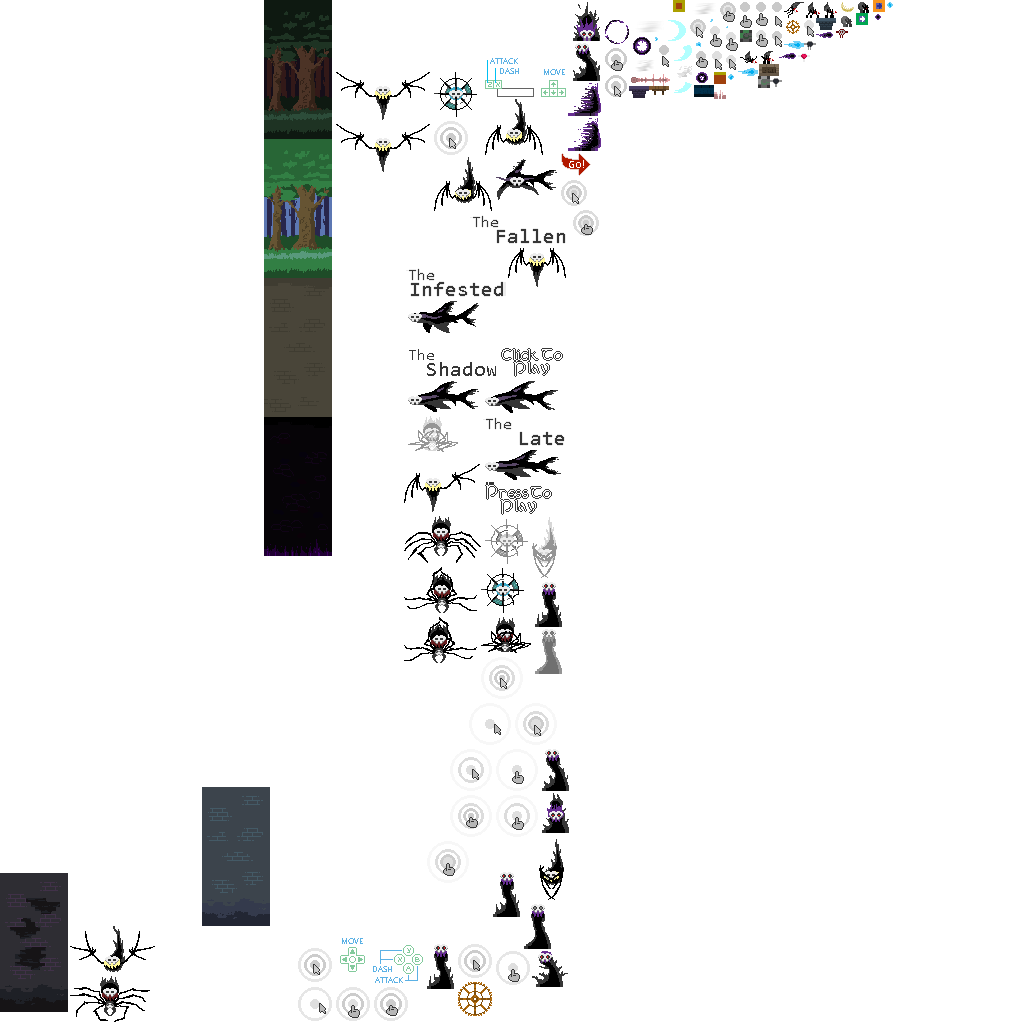 ATTACK
DASH
MOVE
Z X
GO!
The
Fallen
The
Infested
The
Shadow
Click To
Play
The
Late
Press To
Play
MOVE
Y
X B
A
DASH
ATTACK